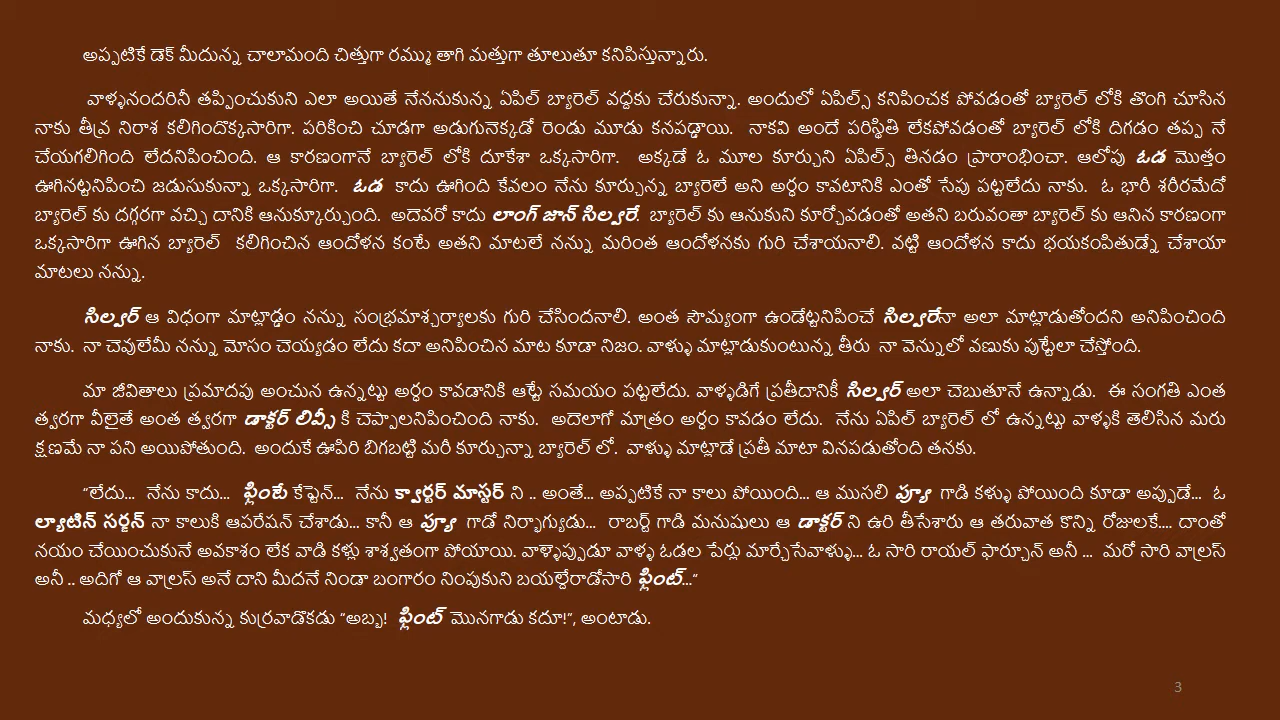 అప్పటికే డెక్ మీదున్న చాలామంది చిత్తుగా రమ్ము తాగి మత్తుగా తూలుతూ కనిపిస్తున్నారు.
వాళ్ళనందరినీ తప్పించుకుని ఎలా అయితే నేననుకున్న ఏపిల్ బ్యారెల్ వద్దకు చేరుకున్నా. అందులో ఏపిల్స్ కనిపించక పోవడంతో బ్యారెల్ లోకి తొంగి చూసిన
నాకు తీవ్ర నిరాశ కలిగిందొక్కసారిగా. పరికించి చూడగా అడుగునెక్కడో రెండు మూడు కనపడ్డాయి. నాకవి అందే పరిస్థితి లేకపోవడంతో బ్యారెల్ లోకి దిగడం తప్ప నే
చేయగలిగింది లేదనిపించింది. ఆ కారణంగానే బ్యారెల్ లోకి దూకేశా ఒక్కసారిగా. అక్కడే ఓ మూల కూర్చుని ఏపిల్స్ తినడం ప్రారాంభించా. ఆలోపు ఓడ మొత్తం
ఊగినట్టనిపించి జడుసుకున్నా ఒక్కసారిగా. ఓడ కాదు ఊగింది కేవలం నేను కూర్చున్న బ్యారెలే అని అర్ధం కావటానికి ఎంతో సేపు పట్టలేదు నాకు. ఓ భారీ శరీరమేదో
బ్యారెల్ కు దగ్గరగా వచ్చి దానికి ఆనుక్కూర్చుంది. అదెవరో కాదు లాంగ్ జాన్ సిల్వరే. బ్యారెల్ కు ఆనుకుని కూర్చోవడంతో అతని బరువంతా బ్యారెల్ కు ఆనిన కారణంగా
ఒక్కసారిగా ఊగిన బ్యారెల్ కలిగించిన ఆందోళన కంటే అతని మాటలే నన్ను మరింత ఆందోళనకు గురి చేశాయనాలి. వట్టి ఆందోళన కాదు భయకంపితుడ్నే చేశాయా
మాటలు నన్ను.
సిల్వర్ ఆ విధంగా మాట్లాడ్డం నన్ను సంభ్రమాశ్చర్యాలకు గురి చేసిందనాలి. అంత సౌమ్యంగా ఉండేట్టనిపించే సిల్వరేనా అలా మాట్లాడుతోందని అనిపించింది
నాకు. నా చెవులేమీ నన్ను మోసం చెయ్యడం లేదు కదా అనిపించిన మాట కూడా నిజం. వాళ్ళు మాట్లాడుకుంటున్న తీరు నా వెన్నులో వణుకు పుట్టేలా చేస్తోంది.
మా జీవితాలు ప్రమాదపు అంచున ఉన్నట్టు అర్ధం కావడానికి ఆట్టే సమయం పట్టలేదు. వాళ్ళడిగే ప్రతీదానికీ సిల్వర్ అలా చెబుతూనే ఉన్నాడు. ఈ సంగతి ఎంత
త్వరగా వీలైతే అంత త్వరగా డాక్టర్ లివ్సీ కి చెప్పాలనిపించింది నాకు. అదెలాగో మాత్రం అర్ధం కావడం లేదు. నేను ఏపిల్ బ్యారెల్ లో ఉన్నట్టు వాళ్ళకి తెలిసిన మరు
క్షణమే నా పని అయిపోతుంది. అందుకే ఊపిరి బిగబట్టి మరీ కూర్చున్నా బ్యారెల్ లో. వాళ్ళు మాట్లాడే ప్రతీ మాటా వినపడుతోంది తనకు.
"లేదు... నేను కాదు... ఫ్లింటే కేప్టెన్... నేను క్వార్టర్ మాస్టర్ ని .. అంతే... అప్పటికే నా కాలు పోయింది... ఆ ముసలి ప్యూ గాడి కళ్ళు పోయింది కూడా అప్పుడే... ఓ
ల్యాటిన్ సర్జన్ నా కాలుకి ఆపరేషన్ చేశాడు... కానీ ఆ ప్యూ గాడో నిర్భాగ్యుడు... రాబర్ట్ గాడి మనుషులు ఆ డాక్టర్ ని ఉరి తీసేశారు ఆ తరువాత కొన్ని రోజులకే.... దాంతో
నయం చేయించుకునే అవకాశం లేక వాడి కళ్లు శాశ్వతంగా పోయాయి. వాళ్ళెప్పుడూ వాళ్ళ ఓడల పేర్లు మార్చేసేవాళ్ళు... ఓ సారి రాయల్ ఫార్చూన్ అనీ ... మరో సారి వాల్రస్
అనీ .. అదిగో ఆ వాల్రస్ అనే దాని మీదనే నిండా బంగారం నింపుకుని బయల్దేరాడోసారి ఫ్లింట్..."
మధ్యలో అందుకున్న కుర్రవాడొకడు "అబ్బ! ఫ్లింట్ మొనగాడు కదూ!", అంటాడు.
3